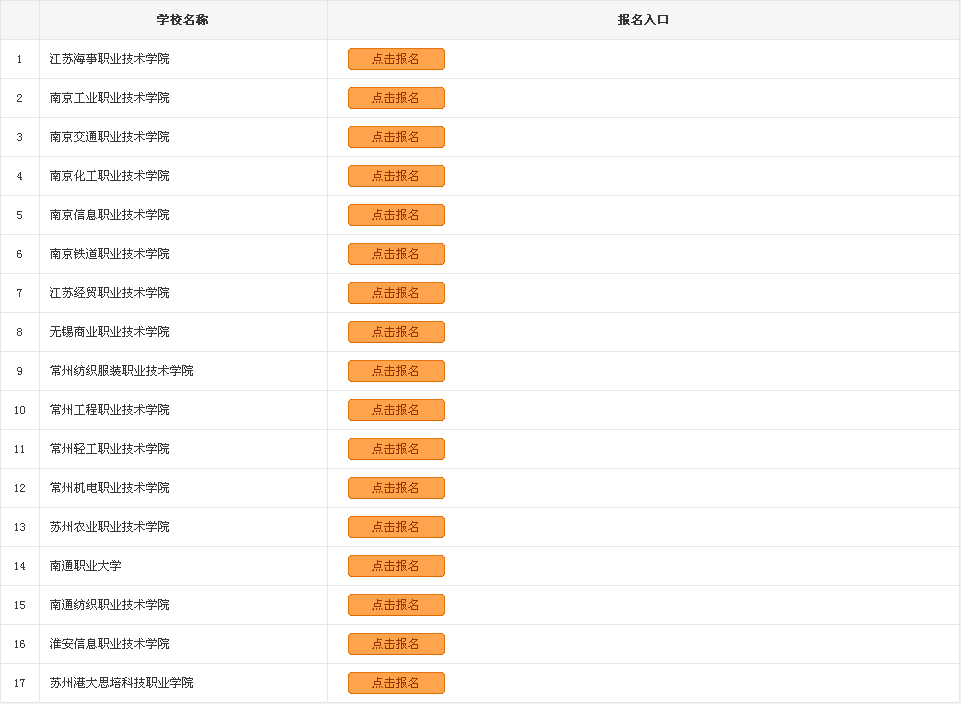 学校名称 报名入口
1 江苏海事职业技术学院 点击报名
2 南京工业职业技术学院 点击报名
3 南京交通职业技术学院 点击报名
4 南京化工职业技术学院 点击报名
5 南京信息职业技术学院 点击报名
6 南京铁道职业技术学院 点击报名
7 江苏经贸职业技术学院 点击报名
8 无锡商业职业技术学院 点击报名
9 常州纺织服装职业技术学院 点击报名
10 常州工程职业技术学院 点击报名
11 常州轻工职业技术学院 点击报名
12 常州机电职业技术学院 点击报名
13 苏州农业职业技术学院 点击报名
14 南通职业大学 点击报名
15 南通纺织职业技术学院 点击报名
16 淮安信息职业技术学院 点击报名
17 苏州港大思培科技职业学院 点击报名